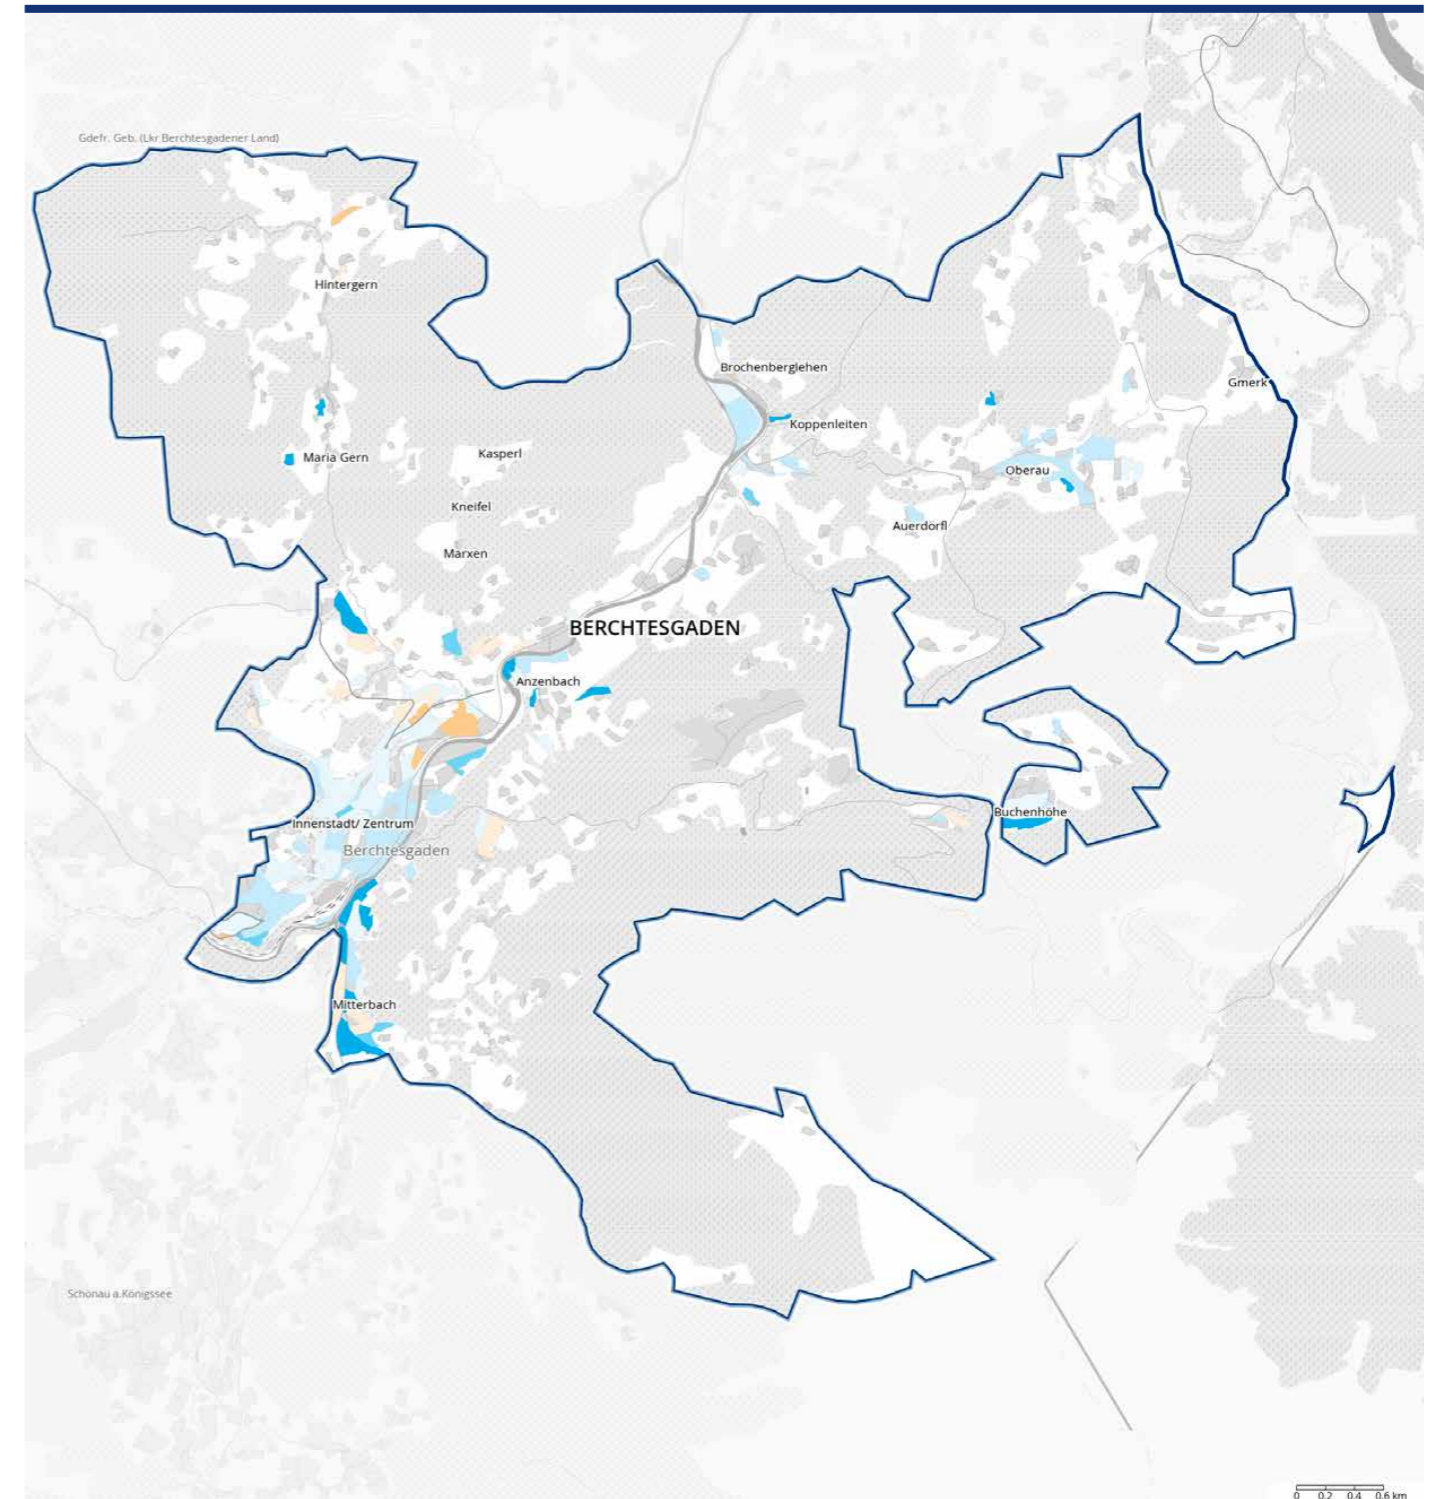 Gdefr. Geb. (Lkr Berchtesgadener Land)
Hintergern
Brochenberglehen
Gmerk
Koppenleiten
Kasperl
Maria Gern
Oberau
Kneifel
Auerdörfl
Marxen
BERCHTESGADEN
Anzenbach
Buchenhöhe
Innenstadt/ Zentrum
Berchtesgaden
Mitterbach
Schönau a.Königssee
0 0.2 0.4 0.6 km